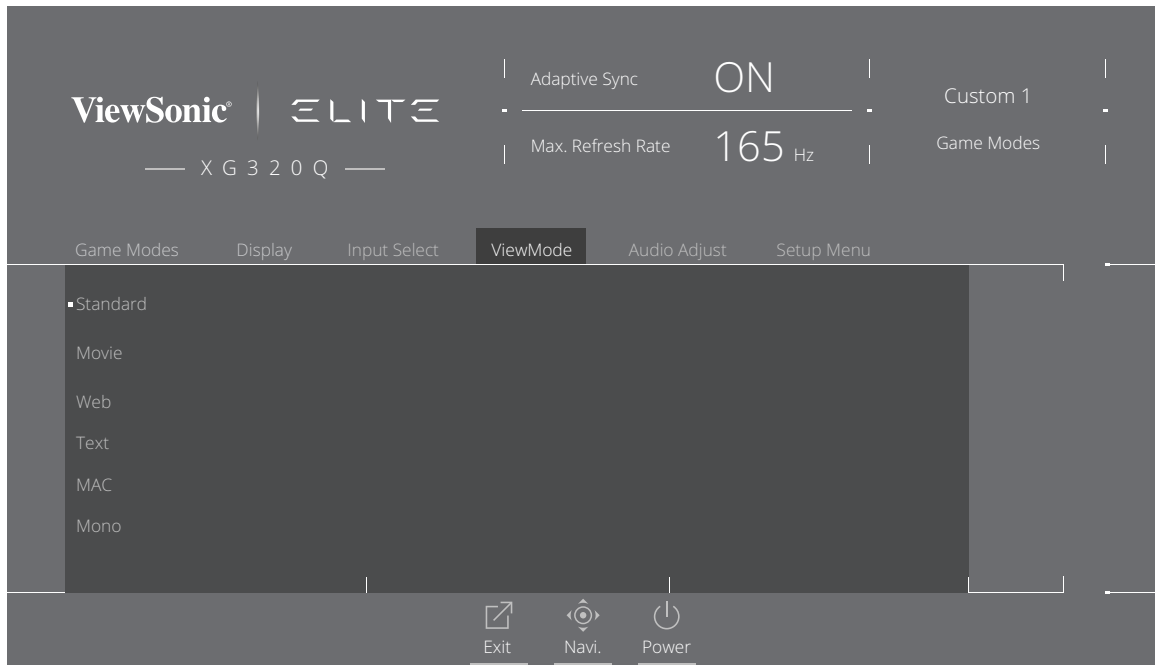 ViewSonic® ELITE
XG320Q
Adaptive Sync ON
Max. Refresh Rate 165 Hz
Custom 1
Game Modes
Game Modes Display Input Select ViewMode Audio Adjust Setup Menu
Standard
Movie
Web
Text
MAC
Mono
Exit Navi. Power